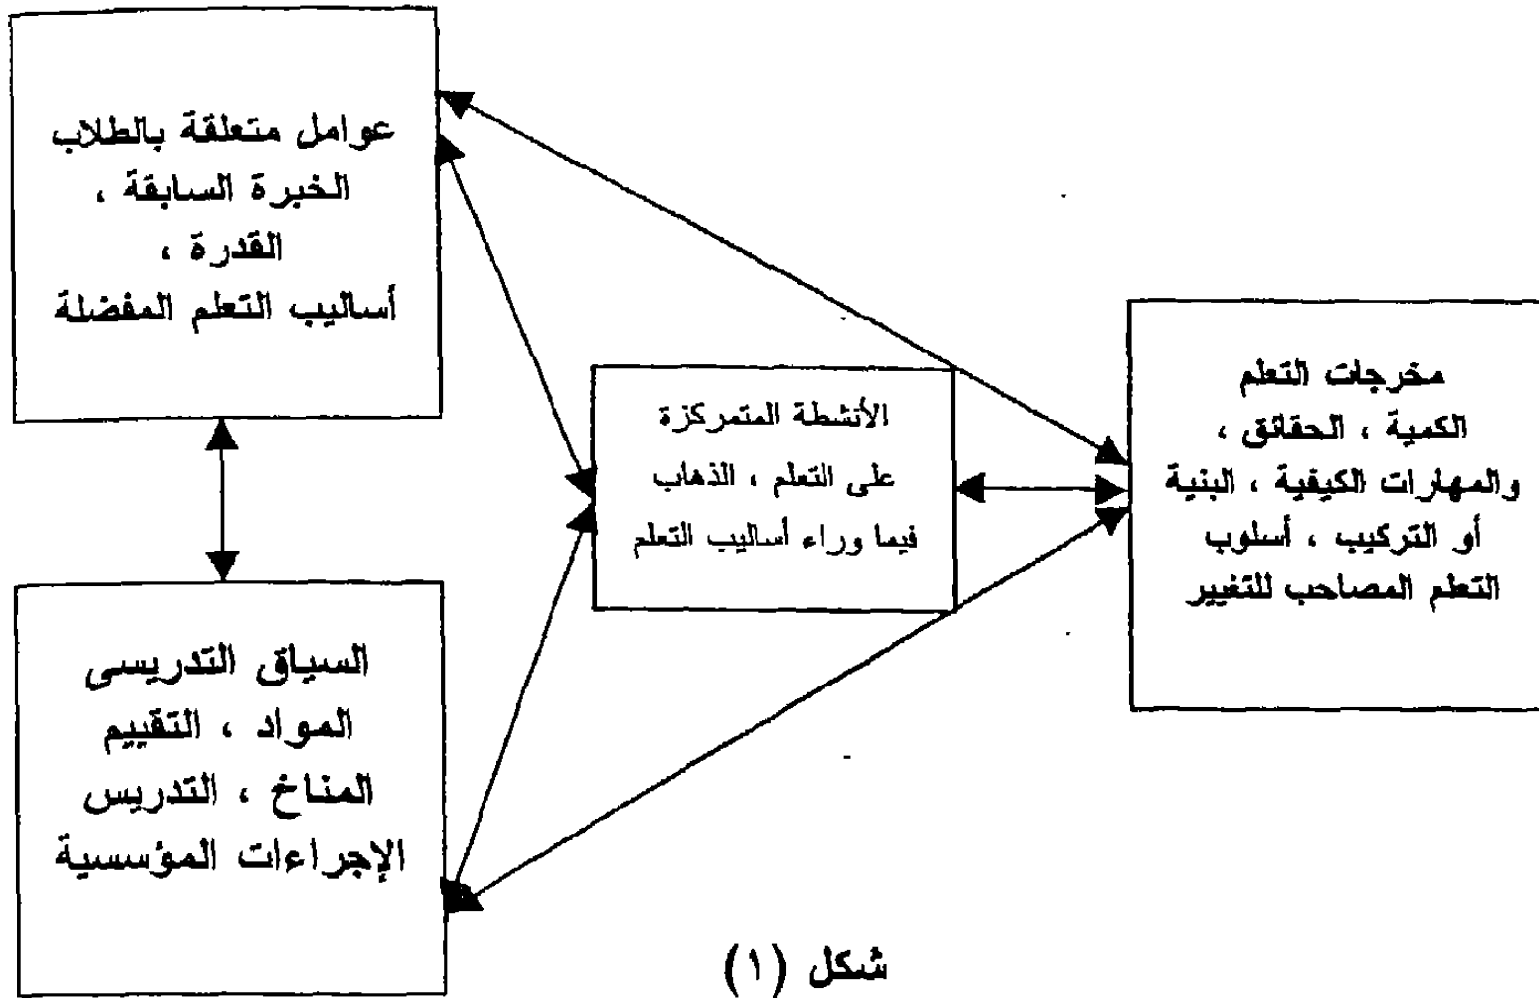 عوامل متعلقة بالطلاب
الخبرة السابقة ،
القدرة ،
أساليب التعلم المفضلة
الأنشطة المتمركزة
على التعلم ، الذهاب
فيما وراء أساليب التعلم
مخرجات التعلم
الكمية ، الحقائق ،
والمهارات الكيفية ، البنية
أو التركيب ، أسلوب
التعلم المصاحب للتغيير
السياق التدريسى
المواد ، التقييم
المناخ ، التدريس
الإجراءات المؤسسية
شكل (١)